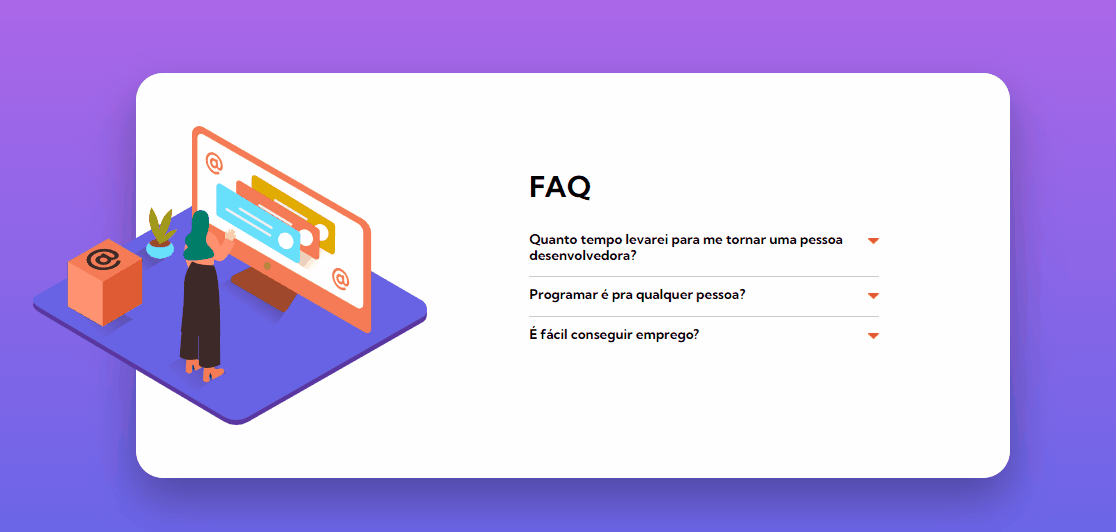 @
@
@
FAQ
Quanto tempo levarei para me tornar uma pessoa
desenvolvedora?
Programar é pra qualquer pessoa?
É fácil conseguir emprego?